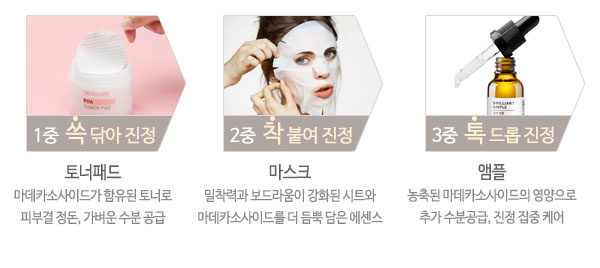 TRUECARE
PHA
TONER PAD
1중 쏙 닦아 진정
토너패드
마데카소사이드가 함유된 토너로
피부결 정돈, 가벼운 수분 공급
2중 착 붙여 진정
마스크
밀착력과 보드라움이 강화된 시트와
마데카소사이드를 더 듬뿍 담은 에센스
BRILLIANT
AMPLE
3중 톡 드롭 진정
앰플
농축된 마데카소사이드의 영양으로
추가 수분공급, 진정 집중 케어